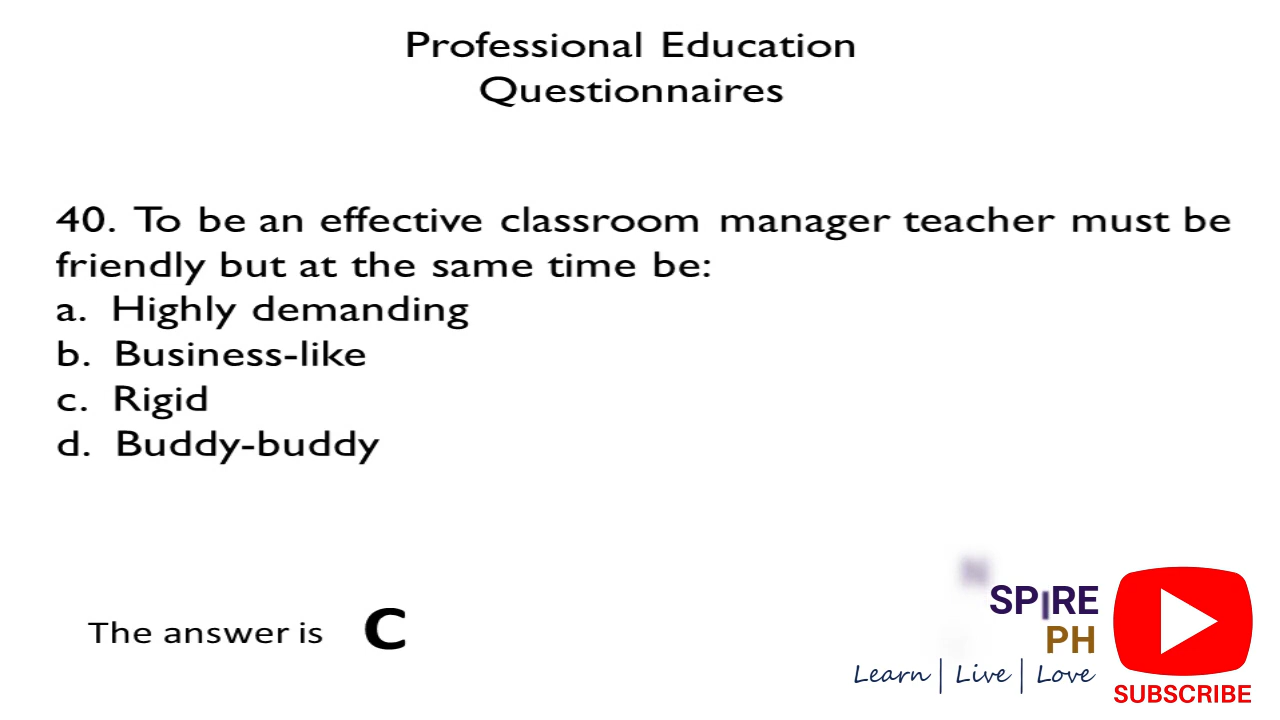 Professional Education
Questionnaires
40. To be an effective classroom manager teacher must be
friendly but at the same time be:
a. Highly demanding
b. Business-like
c. Rigid
d. Buddy-buddy
The answer is C
N
SPIRE
PH
Learn | Live | Love
SUBSCRIBE